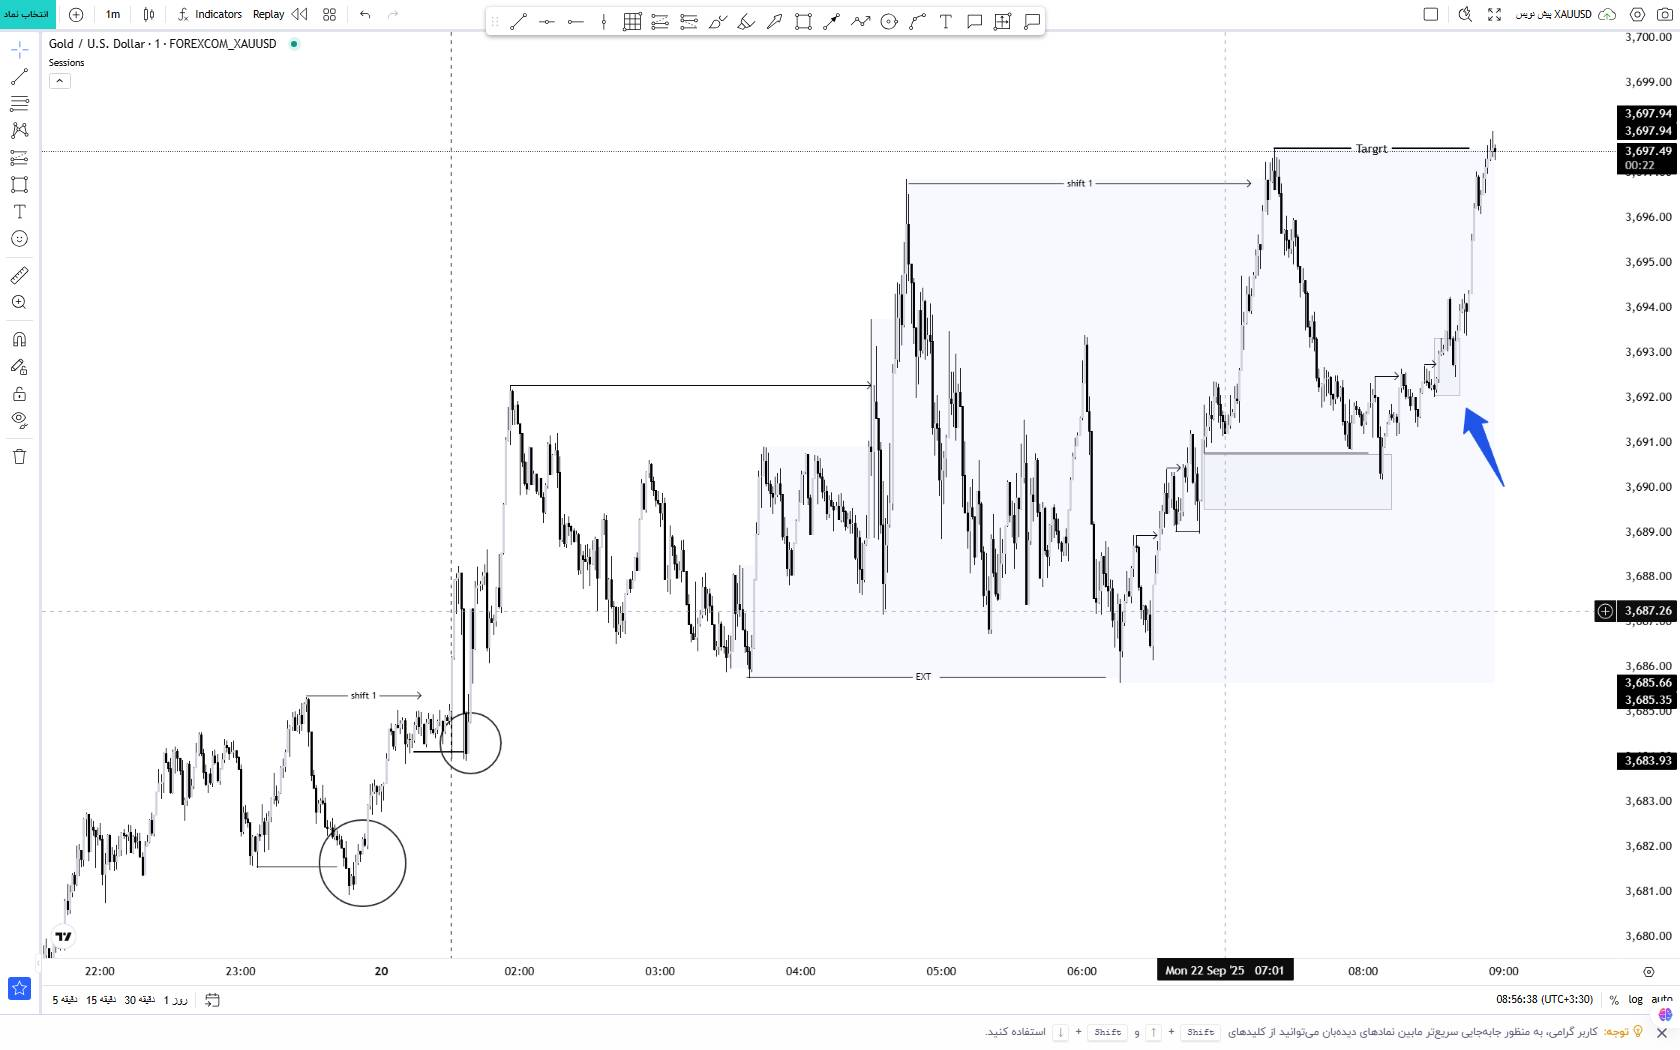 انتخاب نماد
1m
Indicators
Replay
XAUUSD پیش نویس
Gold / U.S. Dollar · 1 · FOREXCOM_XAUUSD
Sessions
3,700.00
3,699.00
3,697.94
3,697.94
3,697.49
00:22
3,696.00
3,695.00
3,694.00
3,693.00
3,692.00
3,691.00
3,690.00
3,689.00
3,688.00
3,687.26
3,686.00
3,685.66
3,685.35
3,683.93
3,683.00
3,682.00
3,681.00
3,680.00
Targrt
shift 1
EXT
shift 1
22:00
23:00
20
02:00
03:00
04:00
05:00
06:00
Mon 22 Sep '25 07:01
08:00
09:00
5 دقیقه
15 دقیقه
30 دقیقه
1 روز
08:56:38 (UTC+3:30)
%
log
auto
توجه: کاربر گرامی، به منظور جابه‌جایی سریع‌تر مابین نمادهای دیده‌بان می‌توانید از کلیدهای Shift + ↑ و Shift + ↓ استفاده کنید.